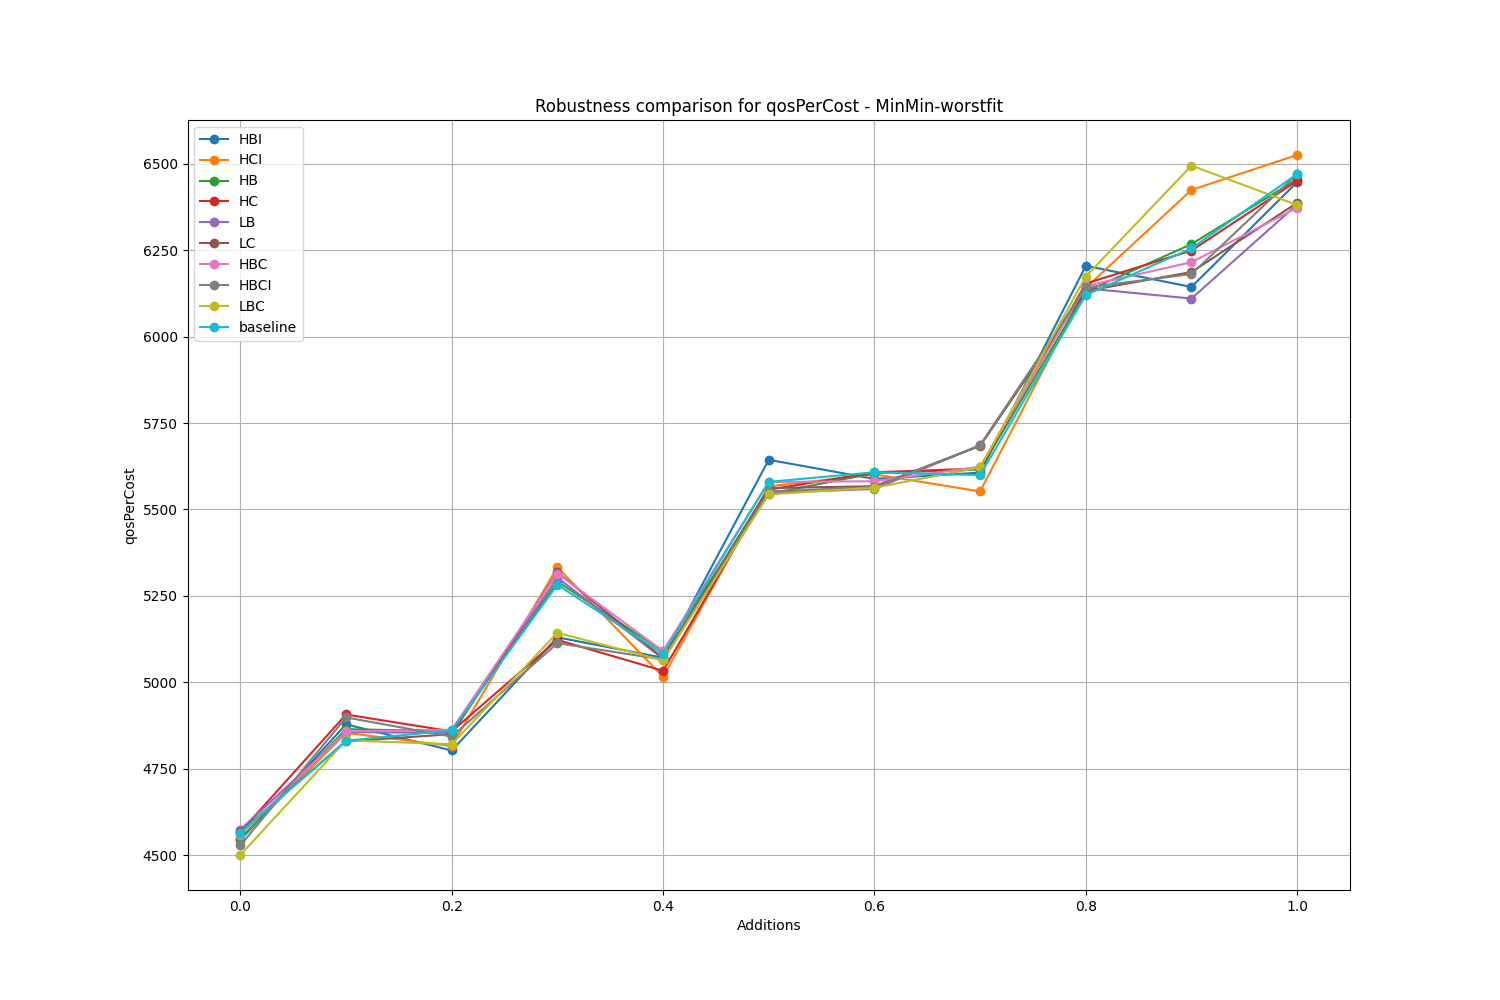 Robustness comparison for qosPerCost - MinMin-worstfit
HBI
HCI
HB
HC
LB
LC
HBC
HBCI
LBC
baseline
6500
6250
6000
5750
5500
5250
5000
4750
4500
qosPerCost
0.0 0.2 0.4 0.6 0.8 1.0
Additions